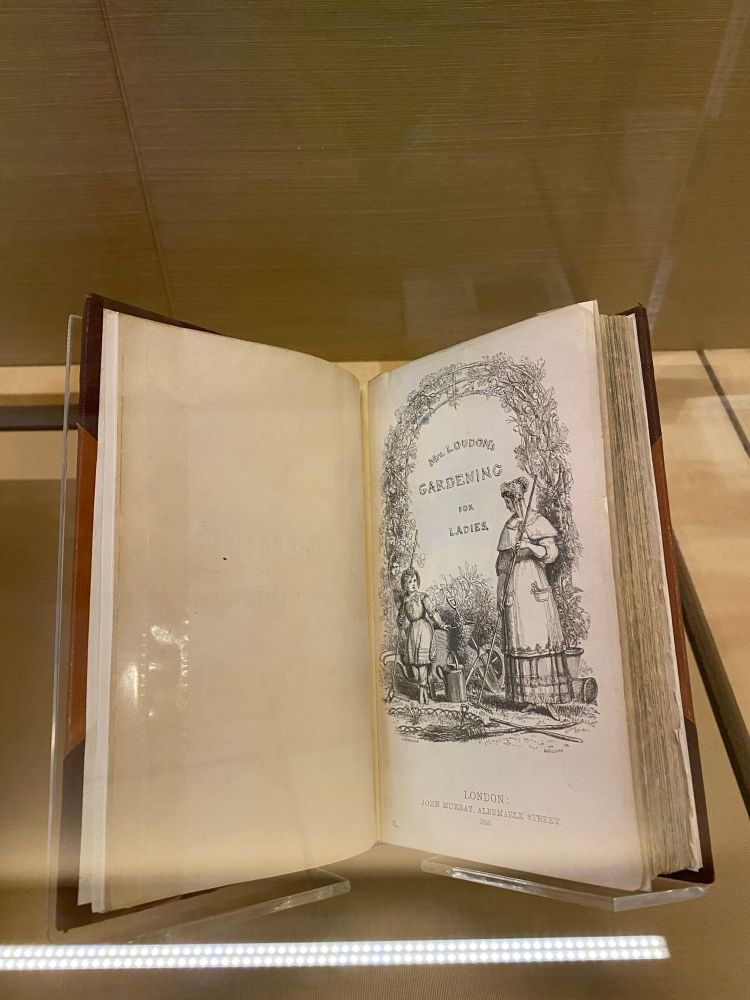 Mrs. LOUDON'S
GARDENING
FOR
LADIES,
LONDON:
JOHN MURRAY, ALBEMARLE STREET.